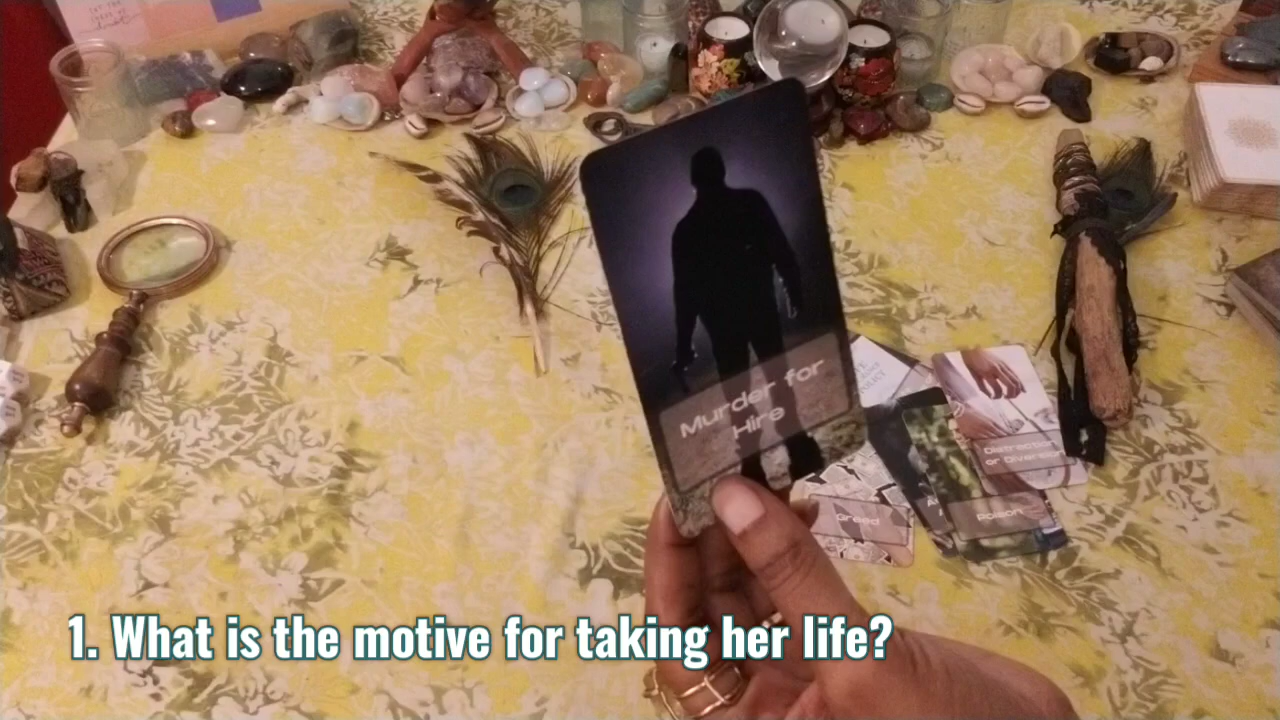 Murder for
Hire
Distraction
or Diversion
Poison
Greed
1. What is the motive for taking her life?